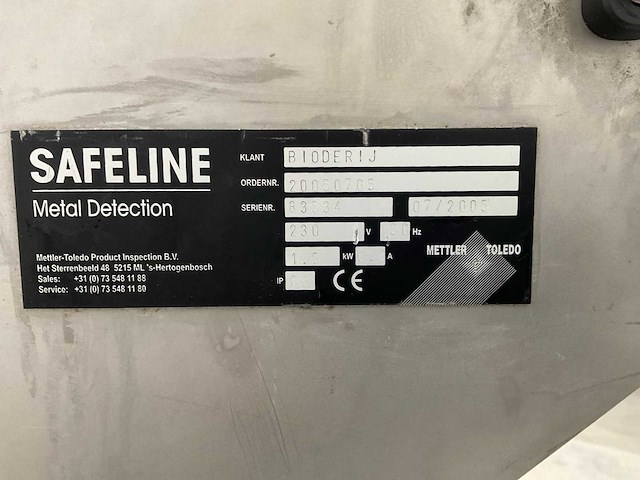 SAFELINE
Metal Detection
Mettler-Toledo Product Inspection B.V.
Het Sterrenbeeld 48 5215 ML 's-Hertogenbosch
Sales: +31 (0) 73 548 11 88
Service: +31 (0) 73 548 11 80
KLANT BIODERIJ
ORDERNR. 20050705
SERIENR. 07/2005
230 V Hz
kW A
IP CE
METTLER TOLEDO